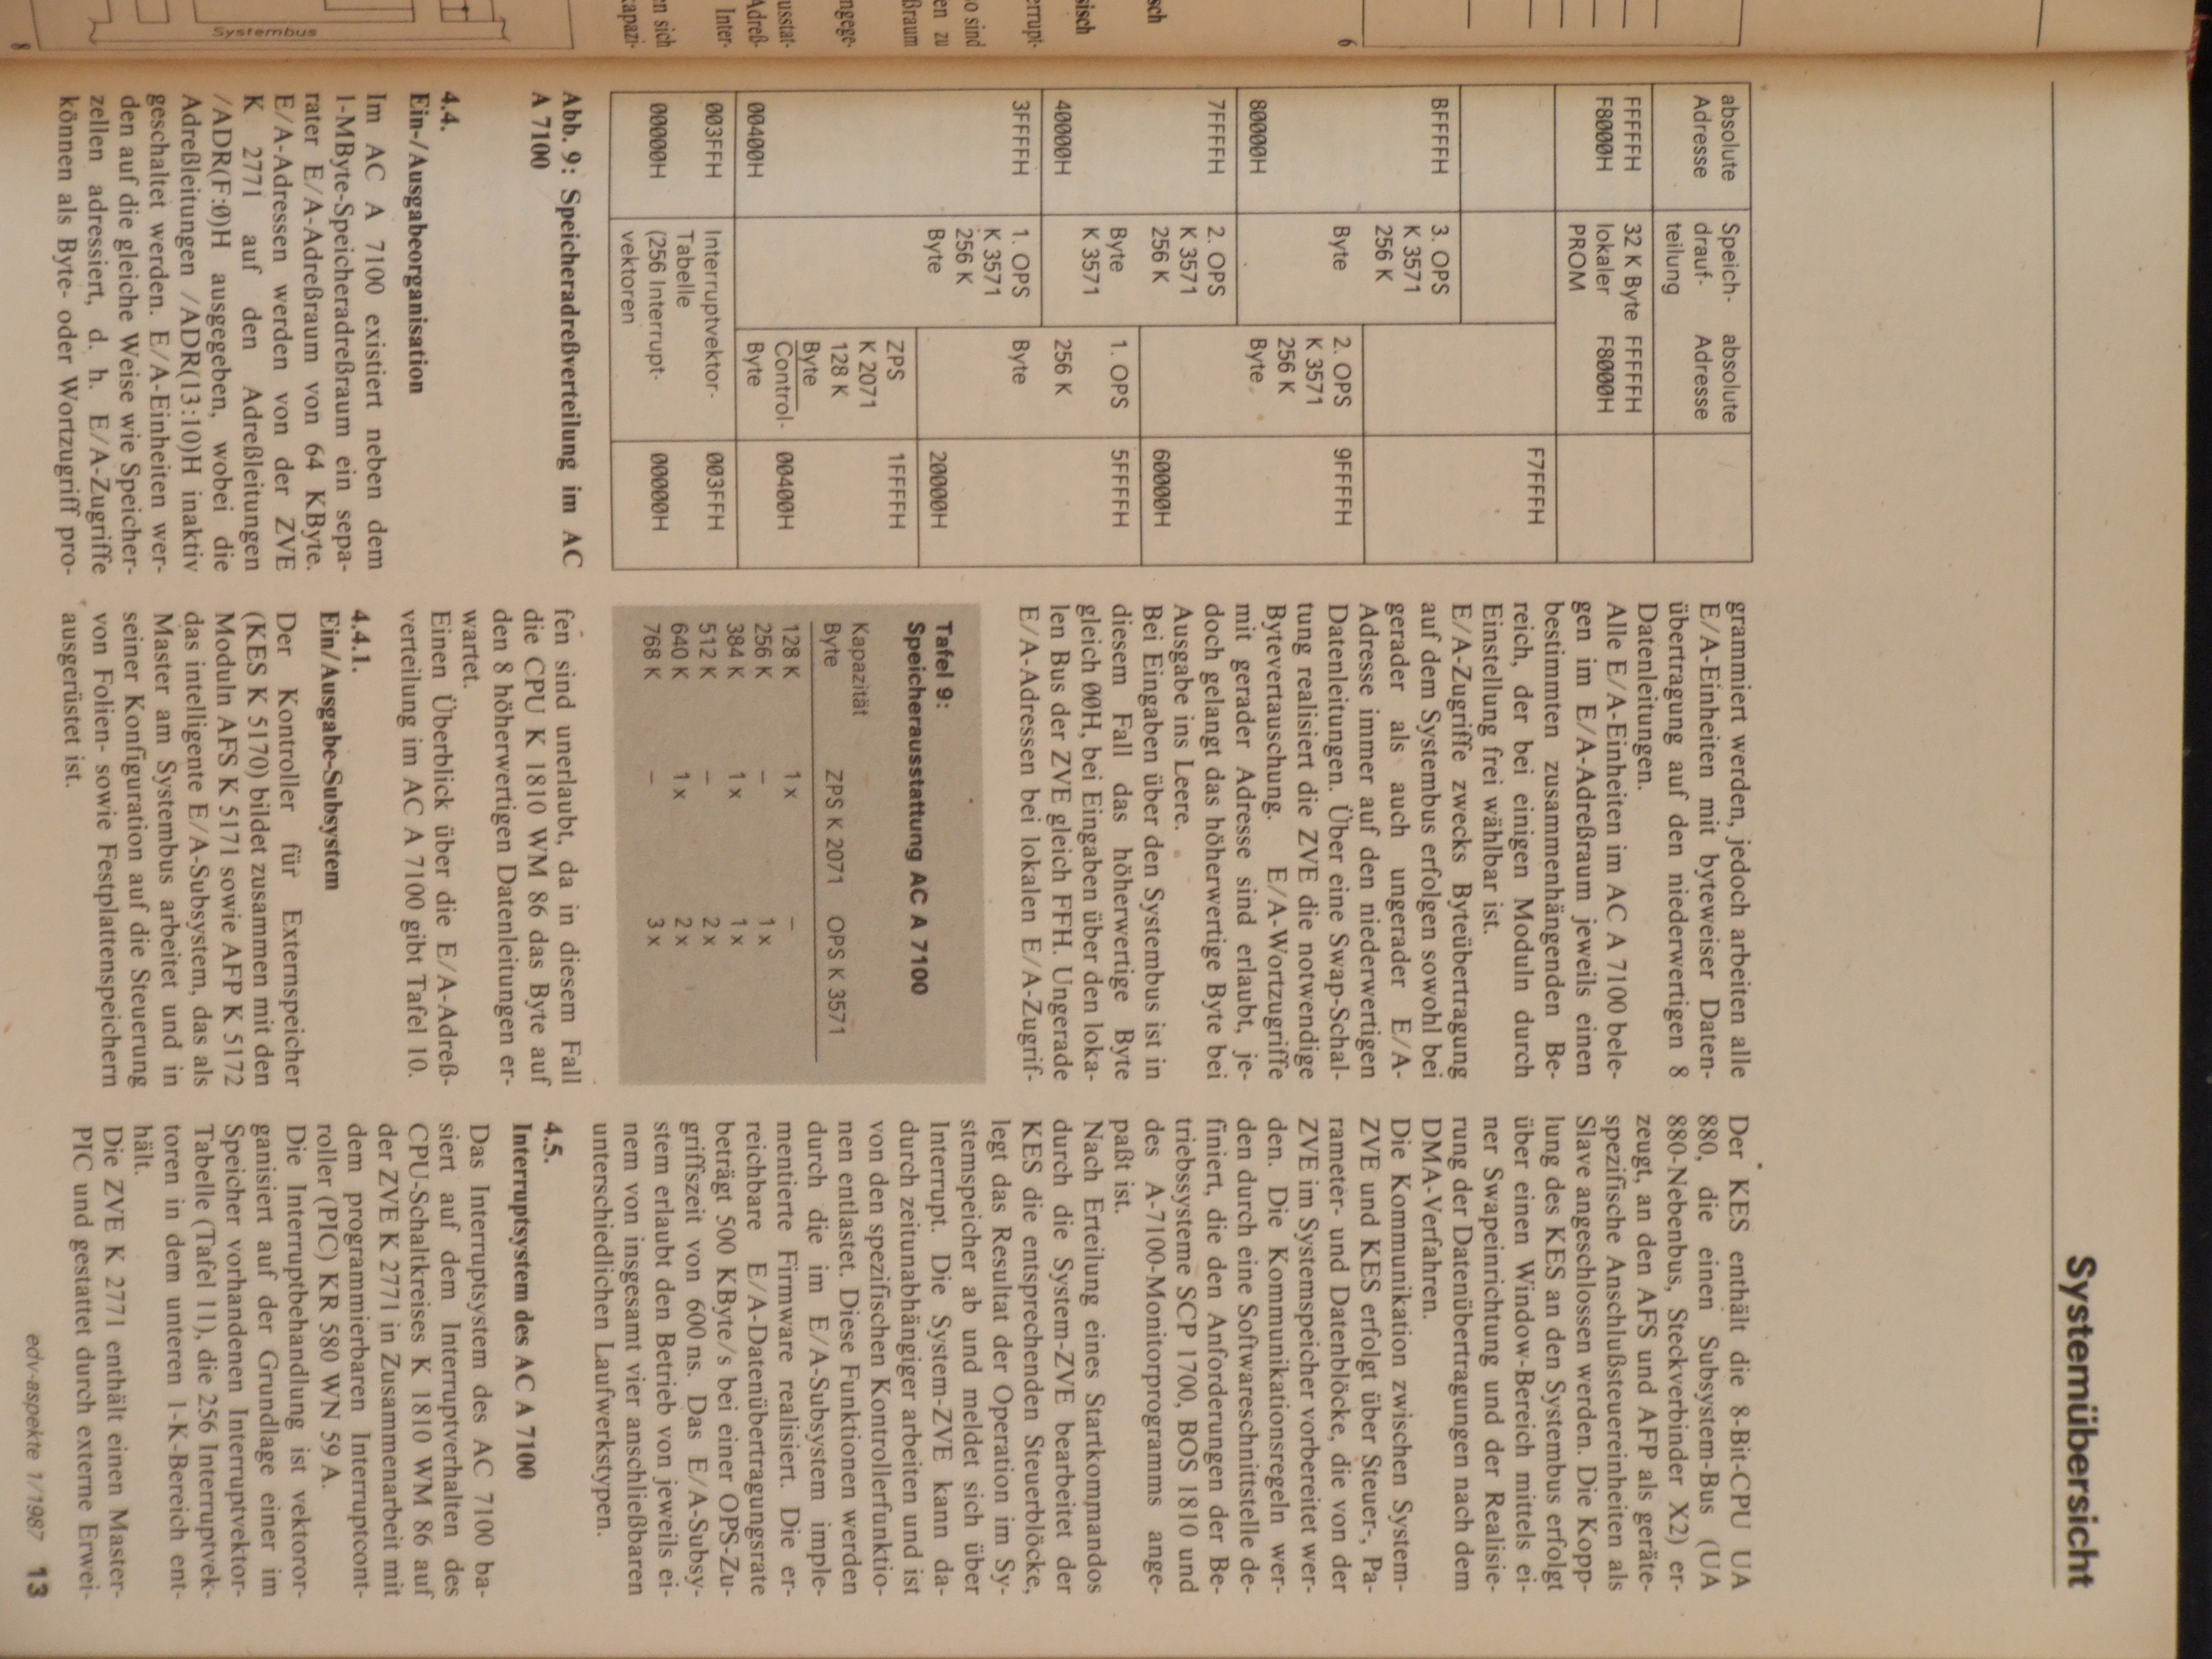 Systemübersicht
absolute Speich- absolute
Adresse drauf- Adresse
teilung
FFFFFH 32 K Byte FFFFFH
F8000H lokaler F8000H
PROM
F7FFFH
BFFFFH 3. OPS
K 3571
256 K
Byte
2. OPS 9FFFFH
K 3571
256 K
80000H Byte
7FFFFH 2. OPS
K 3571
256 K
60000H
Byte 1. OPS 5FFFFH
K 3571
40000H 256 K
3FFFFH 1. OPS Byte
K 3571
256 K
Byte 20000H
ZPS 1FFFFH
K 2071
128 K
Byte
Control- 00400H
00400H Byte
003FFH Interruptvektor- 003FFH
Tabelle
00000H (256 Interrupt- 00000H
vektoren
Abb. 9: Speicheradreßverteilung im AC
A 7100
4.4.
Ein-/Ausgabeorganisation
Im AC A 7100 existiert neben dem
1-MByte-Speicheradreßraum ein sepa-
rater E/A-Adreßraum von 64 KByte.
E/A-Adressen werden von der ZVE
K 2771 auf den Adreßleitungen
/ADR(F:0)H ausgegeben, wobei die
Adreßleitungen /ADR(13:10)H inaktiv
geschaltet werden. E/A-Einheiten wer-
den auf die gleiche Weise wie Speicher-
zellen adressiert, d. h. E/A-Zugriffe
können als Byte- oder Wortzugriff pro-
grammiert werden, jedoch arbeiten alle
E/A-Einheiten mit byteweiser Daten-
übertragung auf den niederwertigen 8
Datenleitungen.
Alle E/A-Einheiten im AC A 7100 bele-
gen im E/A-Adreßraum jeweils einen
bestimmten zusammenhängenden Be-
reich, der bei einigen Moduln durch
Einstellung frei wählbar ist.
E/A-Zugriffe zwecks Byteübertragung
auf dem Systembus erfolgen sowohl bei
gerader als auch ungerader E/A-
Adresse immer auf den niederwertigen
Datenleitungen. Über eine Swap-Schal-
tung realisiert die ZVE die notwendige
Bytevertauschung. E/A-Wortzugriffe
mit gerader Adresse sind erlaubt, je-
doch gelangt das höherwertige Byte bei
Ausgabe ins Leere.
Bei Eingaben über den Systembus ist in
diesem Fall das höherwertige Byte
gleich 00H, bei Eingaben über den loka-
len Bus der ZVE gleich FFH. Ungerade
E/A-Adressen bei lokalen E/A-Zugrif-
Tafel 9:
Speicherausstattung AC A 7100
Kapazität ZPS K 2071 OPS K 3571
Byte
128 K 1 x –
256 K – 1 x
384 K 1 x 1 x
512 K – 2 x
640 K 1 x 2 x
768 K – 3 x
fen sind unerlaubt, da in diesem Fall
die CPU K 1810 WM 86 das Byte auf
den 8 höherwertigen Datenleitungen er-
wartet.
Einen Überblick über die E/A-Adreß-
verteilung im AC A 7100 gibt Tafel 10.
4.4.1.
Ein/Ausgabe-Subsystem
Der Kontroller für Externspeicher
(KES K 5170) bildet zusammen mit den
Moduln AFS K 5171 sowie AFP K 5172
das intelligente E/A-Subsystem, das als
Master am Systembus arbeitet und in
seiner Konfiguration auf die Steuerung
von Folien- sowie Festplattenspeichern
ausgerüstet ist.
Der KES enthält die 8-Bit-CPU UA
880, die einen Subsystem-Bus (UA
880-Nebenbus, Steckverbinder X2) er-
zeugt, an den AFS und AFP als geräte-
spezifische Anschlußsteuereinheiten als
Slave angeschlossen werden. Die Kopp-
lung des KES an den Systembus erfolgt
über einen Window-Bereich mittels ei-
ner Swapeinrichtung und der Realisie-
rung der Datenübertragungen nach dem
DMA-Verfahren.
Die Kommunikation zwischen System-
ZVE und KES erfolgt über Steuer-, Pa-
rameter- und Datenblöcke, die von der
ZVE im Systemspeicher vorbereitet wer-
den. Die Kommunikationsregeln wer-
den durch eine Softwareschnittstelle de-
finiert, die den Anforderungen der Be-
triebssysteme SCP 1700, BOS 1810 und
des A-7100-Monitorprogramms ange-
paßt ist.
Nach Erteilung eines Startkommandos
durch die System-ZVE bearbeitet der
KES die entsprechenden Steuerblöcke,
legt das Resultat der Operation im Sy-
stemspeicher ab und meldet sich über
Interrupt. Die System-ZVE kann da-
durch zeitunabhängiger arbeiten und ist
von den spezifischen Kontrollerfunktio-
nen entlastet. Diese Funktionen werden
durch die im E/A-Subsystem imple-
mentierte Firmware realisiert. Die er-
reichbare E/A-Datenübertragungsrate
beträgt 500 KByte/s bei einer OPS-Zu-
griffszeit von 600 ns. Das E/A-Subsy-
stem erlaubt den Betrieb von jeweils ei-
nem von insgesamt vier anschließbaren
unterschiedlichen Laufwerkstypen.
4.5.
Interruptsystem des AC A 7100
Das Interruptsystem des AC 7100 ba-
siert auf dem Interruptverhalten des
CPU-Schaltkreises K 1810 WM 86 auf
der ZVE K 2771 in Zusammenarbeit mit
dem programmierbaren Interruptcont-
roller (PIC) KR 580 WN 59 A.
Die Interruptbehandlung ist vektoror-
ganisiert auf der Grundlage einer im
Speicher vorhandenen Interruptvektor-
Tabelle (Tafel 11), die 256 Interruptvek-
toren in dem unteren 1-K-Bereich ent-
hält.
Die ZVE K 2771 enthält einen Master-
PIC und gestattet durch externe Erwei-
edv-aspekte 1/1987 13
sch
6
sisch
errupt-
o sind
en zu
ßraum
ngege-
usstat-
Adreß-
Inter-
n sich
kapazi-
Systembus
8